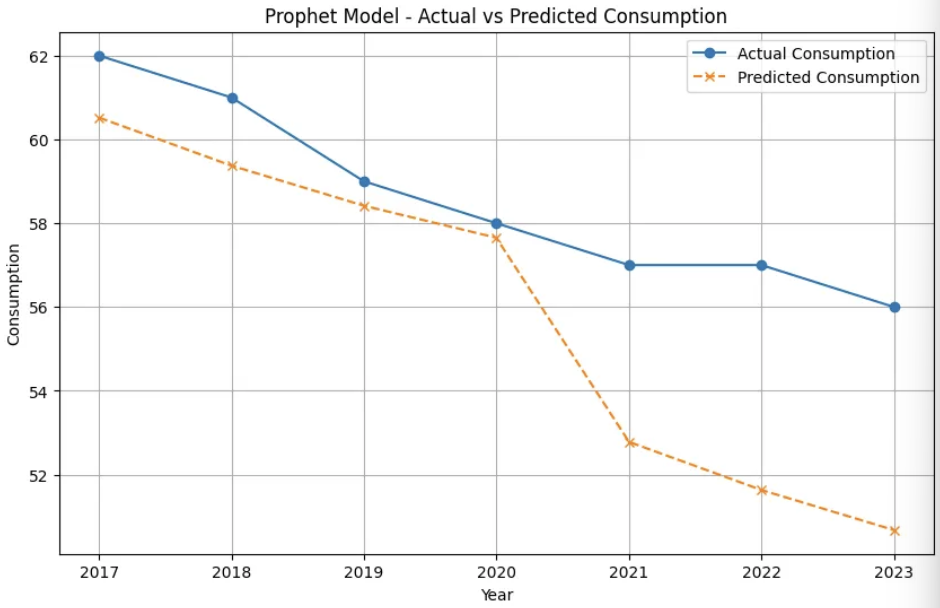 Prophet Model - Actual vs Predicted Consumption
Actual Consumption
Predicted Consumption
Consumption
62
60
58
56
54
52
2017 2018 2019 2020 2021 2022 2023
Year